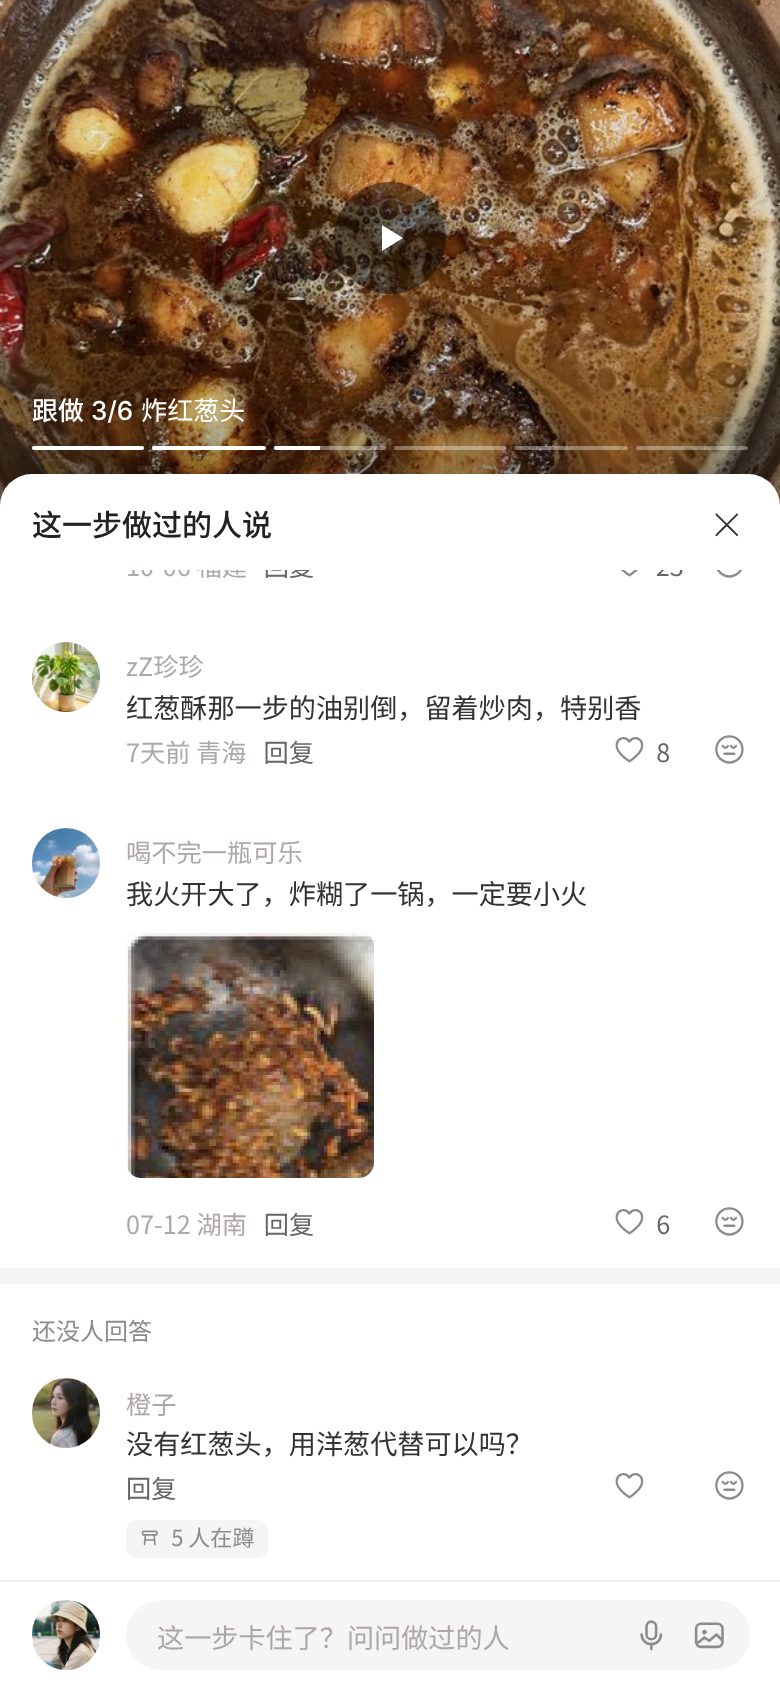 跟做 3/6 炸红葱头
这一步做过的人说
回复
zZ珍珍
红葱酥那一步的油别倒，留着炒肉，特别香
7天前 青海 回复 8
喝不完一瓶可乐
我火开大了，炸糊了一锅，一定要小火
07-12 湖南 回复 6
还没人回答
橙子
没有红葱头，用洋葱代替可以吗？
回复
5 人在蹲
这一步卡住了？问问做过的人